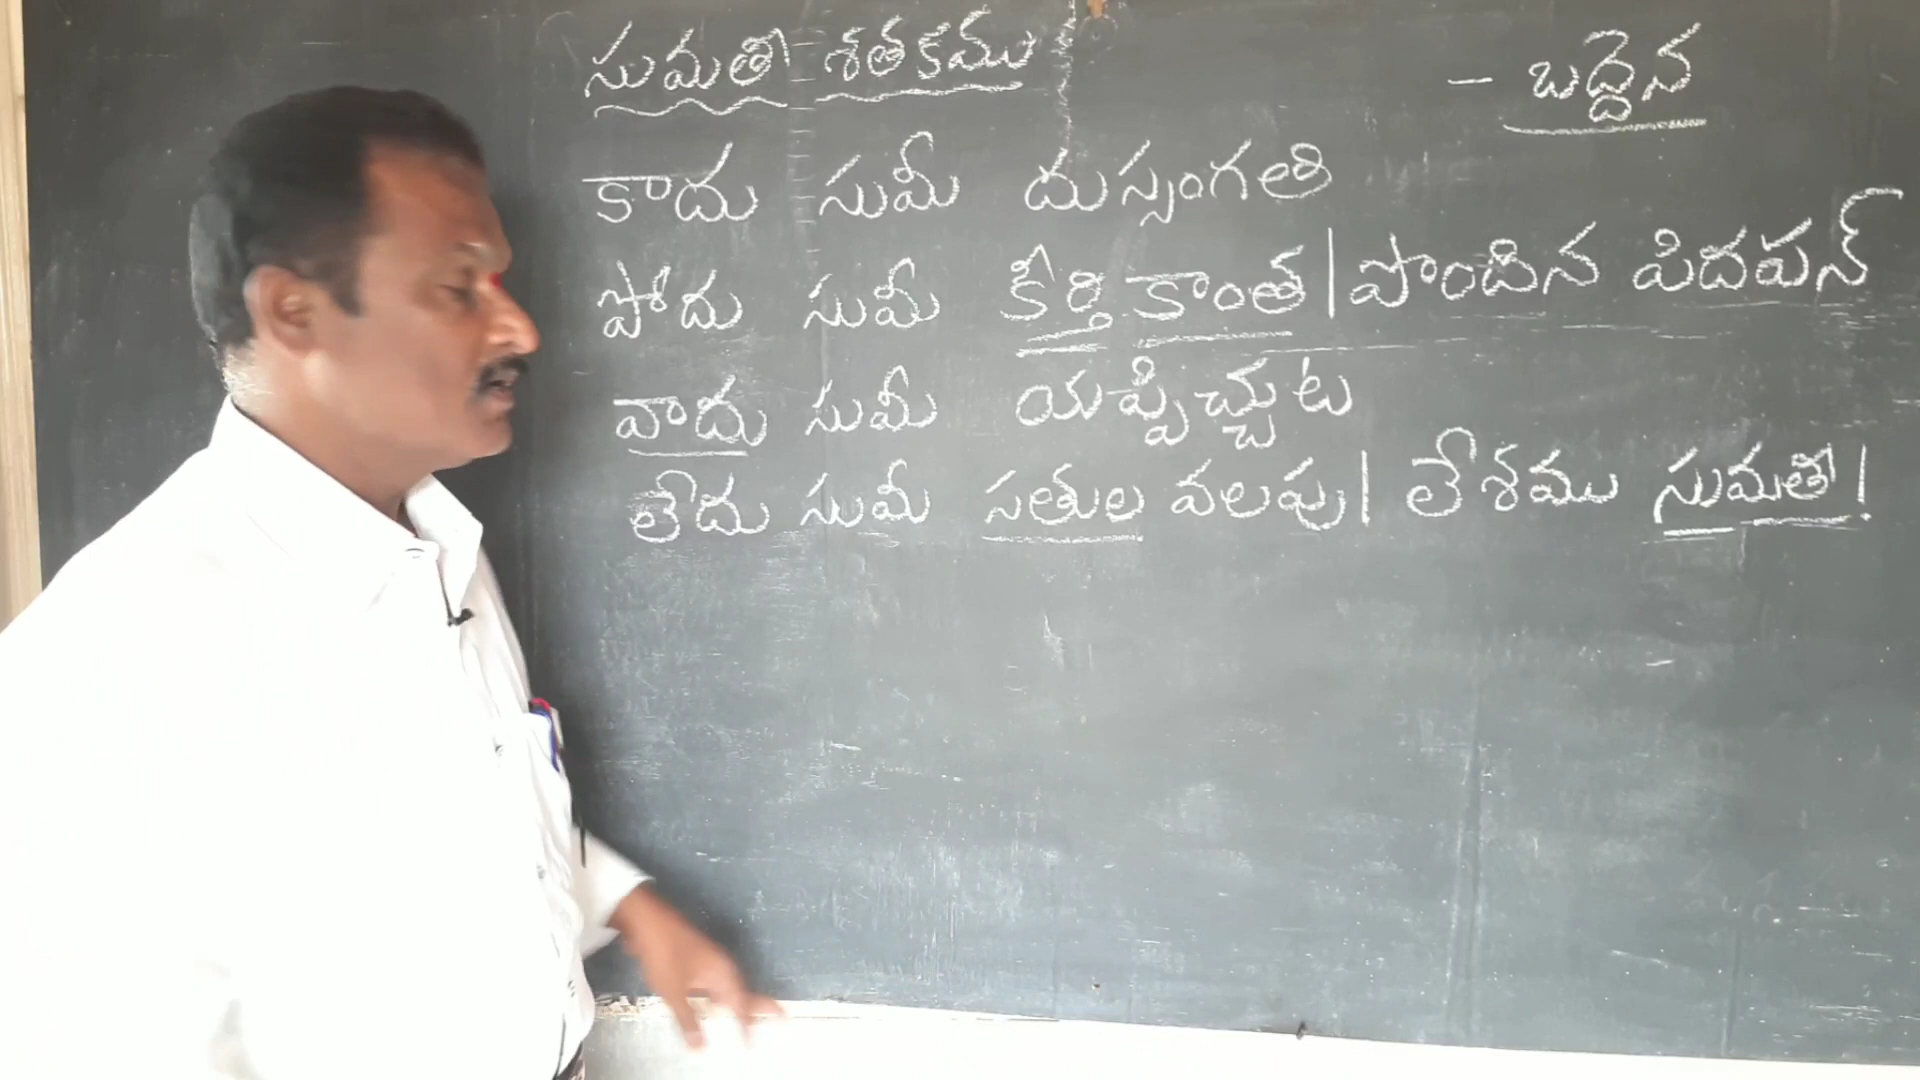 సుమతీ శతకము - బద్దెన
కాదు సుమీ దుస్సంగతి
పోదు సుమీ కీర్తి కాంత | పొందిన పిదపన్
వాదు సుమీ యప్పిచ్చుట
లేదు సుమీ సతుల వలపు | లేశము సుమతీ !